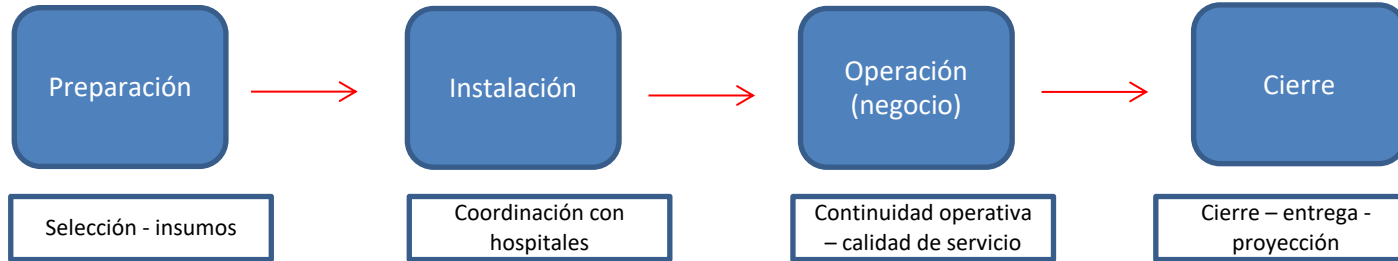 Preparación
Instalación
Operación
(negocio)
Cierre
Selección - insumos
Coordinación con
hospitales
Continuidad operativa
– calidad de servicio
Cierre – entrega -
proyección